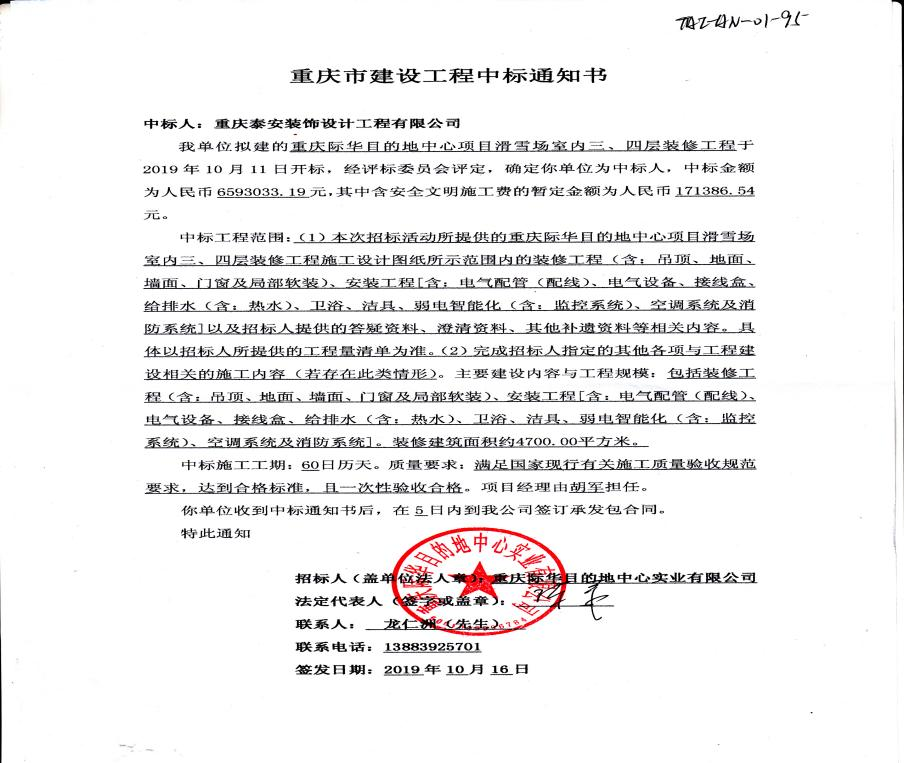 TAZ-AN-01-95
重庆市建设工程中标通知书
中标人：重庆泰安装饰设计工程有限公司
我单位拟建的重庆际华目的地中心项目滑雪场室内三、四层装修工程于
2019年10月11日开标，经评标委员会评定，确定你单位为中标人，中标金额
为人民币6593033.19元,其中含安全文明施工费的暂定金额为人民币171386.54
元。
中标工程范围：(1)本次招标活动所提供的重庆际华目的地中心项目滑雪场
室内三、四层装修工程施工设计图纸所示范围内的装修工程（含：吊顶、地面、
墙面、门窗及局部软装）、安装工程[含：电气配管（配线）、电气设备、接线盒、
给排水（含：热水）、卫浴、洁具、弱电智能化（含：监控系统）、空调系统及消
防系统]以及招标人提供的答疑资料、澄清资料、其他补遗资料等相关内容。具
体以招标人所提供的工程量清单为准。(2)完成招标人指定的其他各项与工程建
设相关的施工内容（若存在此类情形）。主要建设内容与工程规模：包括装修工
程（含：吊顶、地面、墙面、门窗及局部软装）、安装工程[含：电气配管（配线）、
电气设备、接线盒、给排水（含：热水）、卫浴、洁具、弱电智能化（含：监控
系统）、空调系统及消防系统]。装修建筑面积约4700.00平方米。
中标施工工期：60日历天。质量要求：满足国家现行有关施工质量验收规范
要求，达到合格标准，且一次性验收合格。项目经理由胡军担任。
你单位收到中标通知书后，在5日内到我公司签订承发包合同。
特此通知
招标人（盖单位法人章）：重庆际华目的地中心实业有限公司
法定代表人（签字或盖章）：
联系人：龙仁洲（先生）
联系电话：13883925701
签发日期：2019年10月16日
重庆际华目的地中心实业有限公司